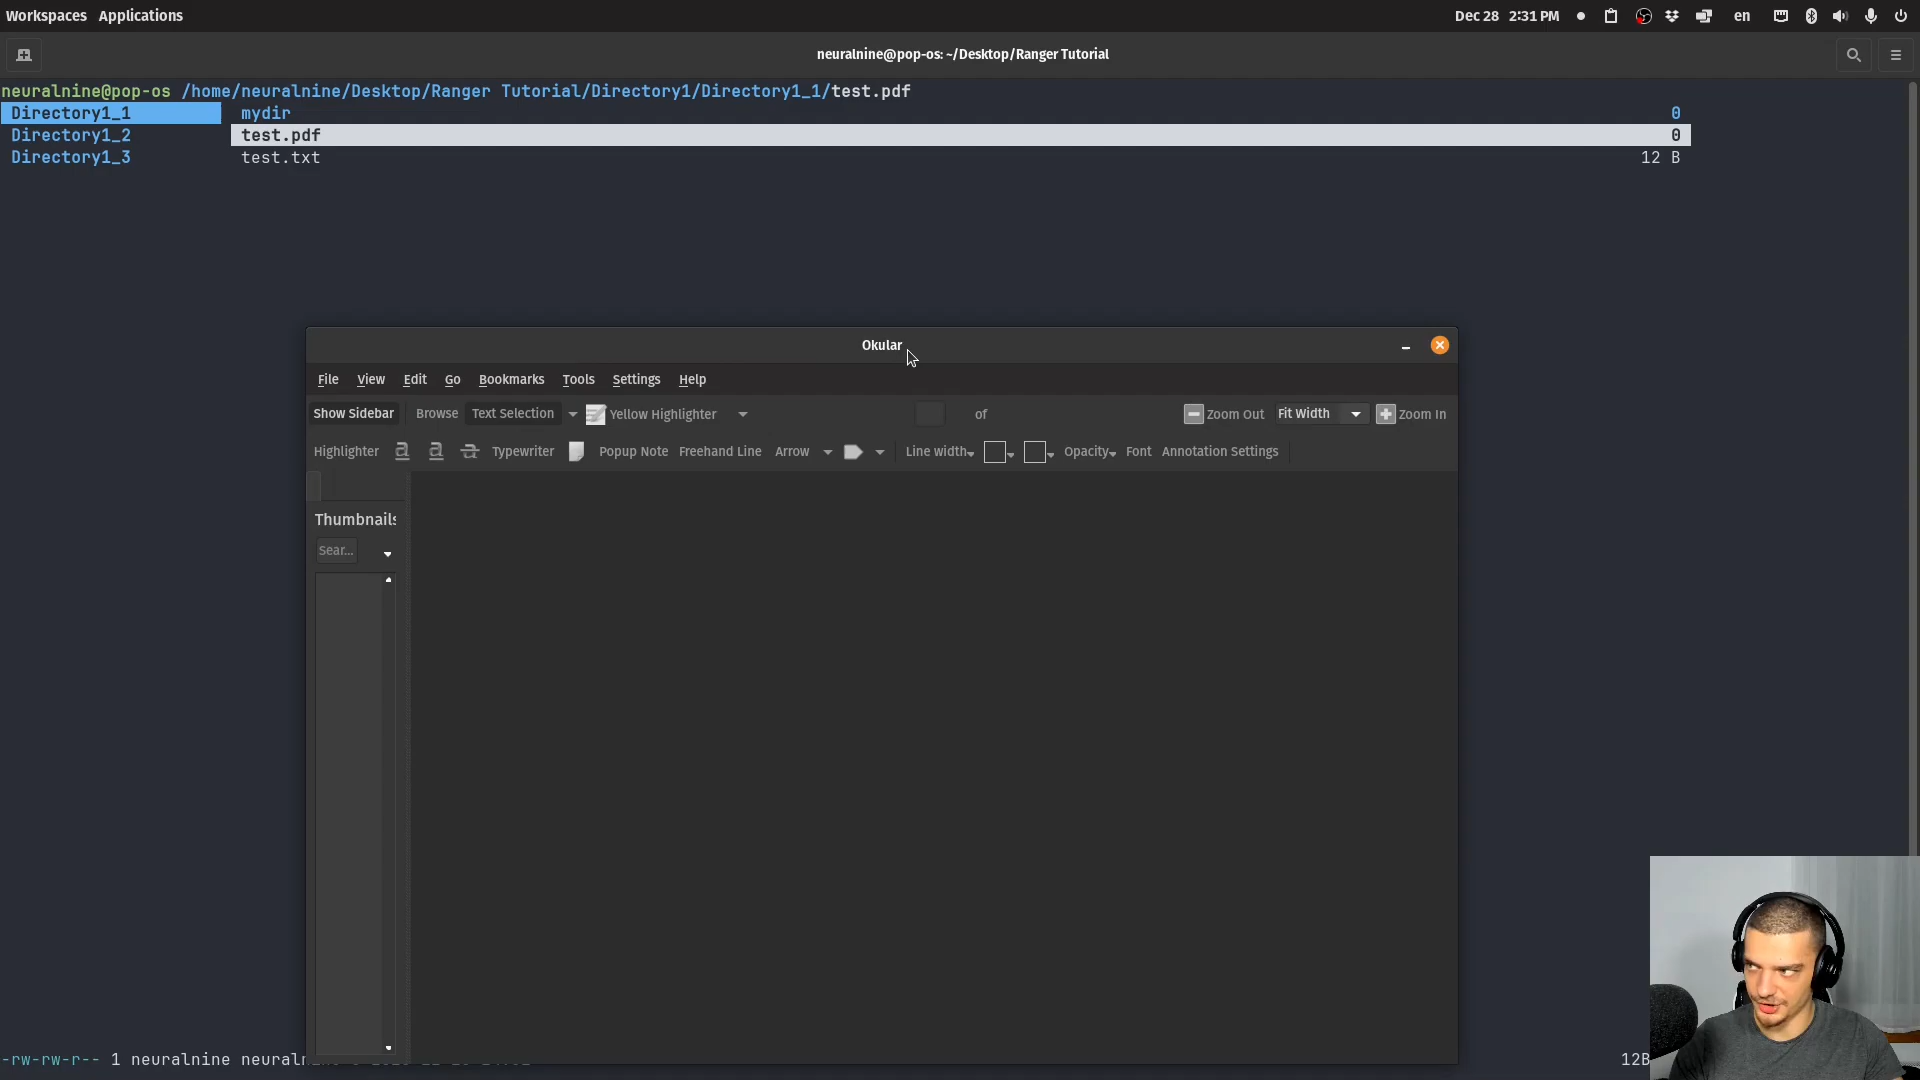 Workspaces Applications Dec 28 2:31 PM en
neuralnine@pop-os: ~/Desktop/Ranger Tutorial
neuralnine@pop-os /home/neuralnine/Desktop/Ranger Tutorial/Directory1/Directory1_1/test.pdf
Directory1_1 mydir 0
Directory1_2 test.pdf 0
Directory1_3 test.txt 12 B
Okular
File View Edit Go Bookmarks Tools Settings Help
Show Sidebar Browse Text Selection Yellow Highlighter of Zoom Out Fit Width Zoom In
Highlighter a a a Typewriter Popup Note Freehand Line Arrow Line width Opacity Font Annotation Settings
Thumbnails
Sear...
-rw-rw-r-- 1 neuralnine 12B